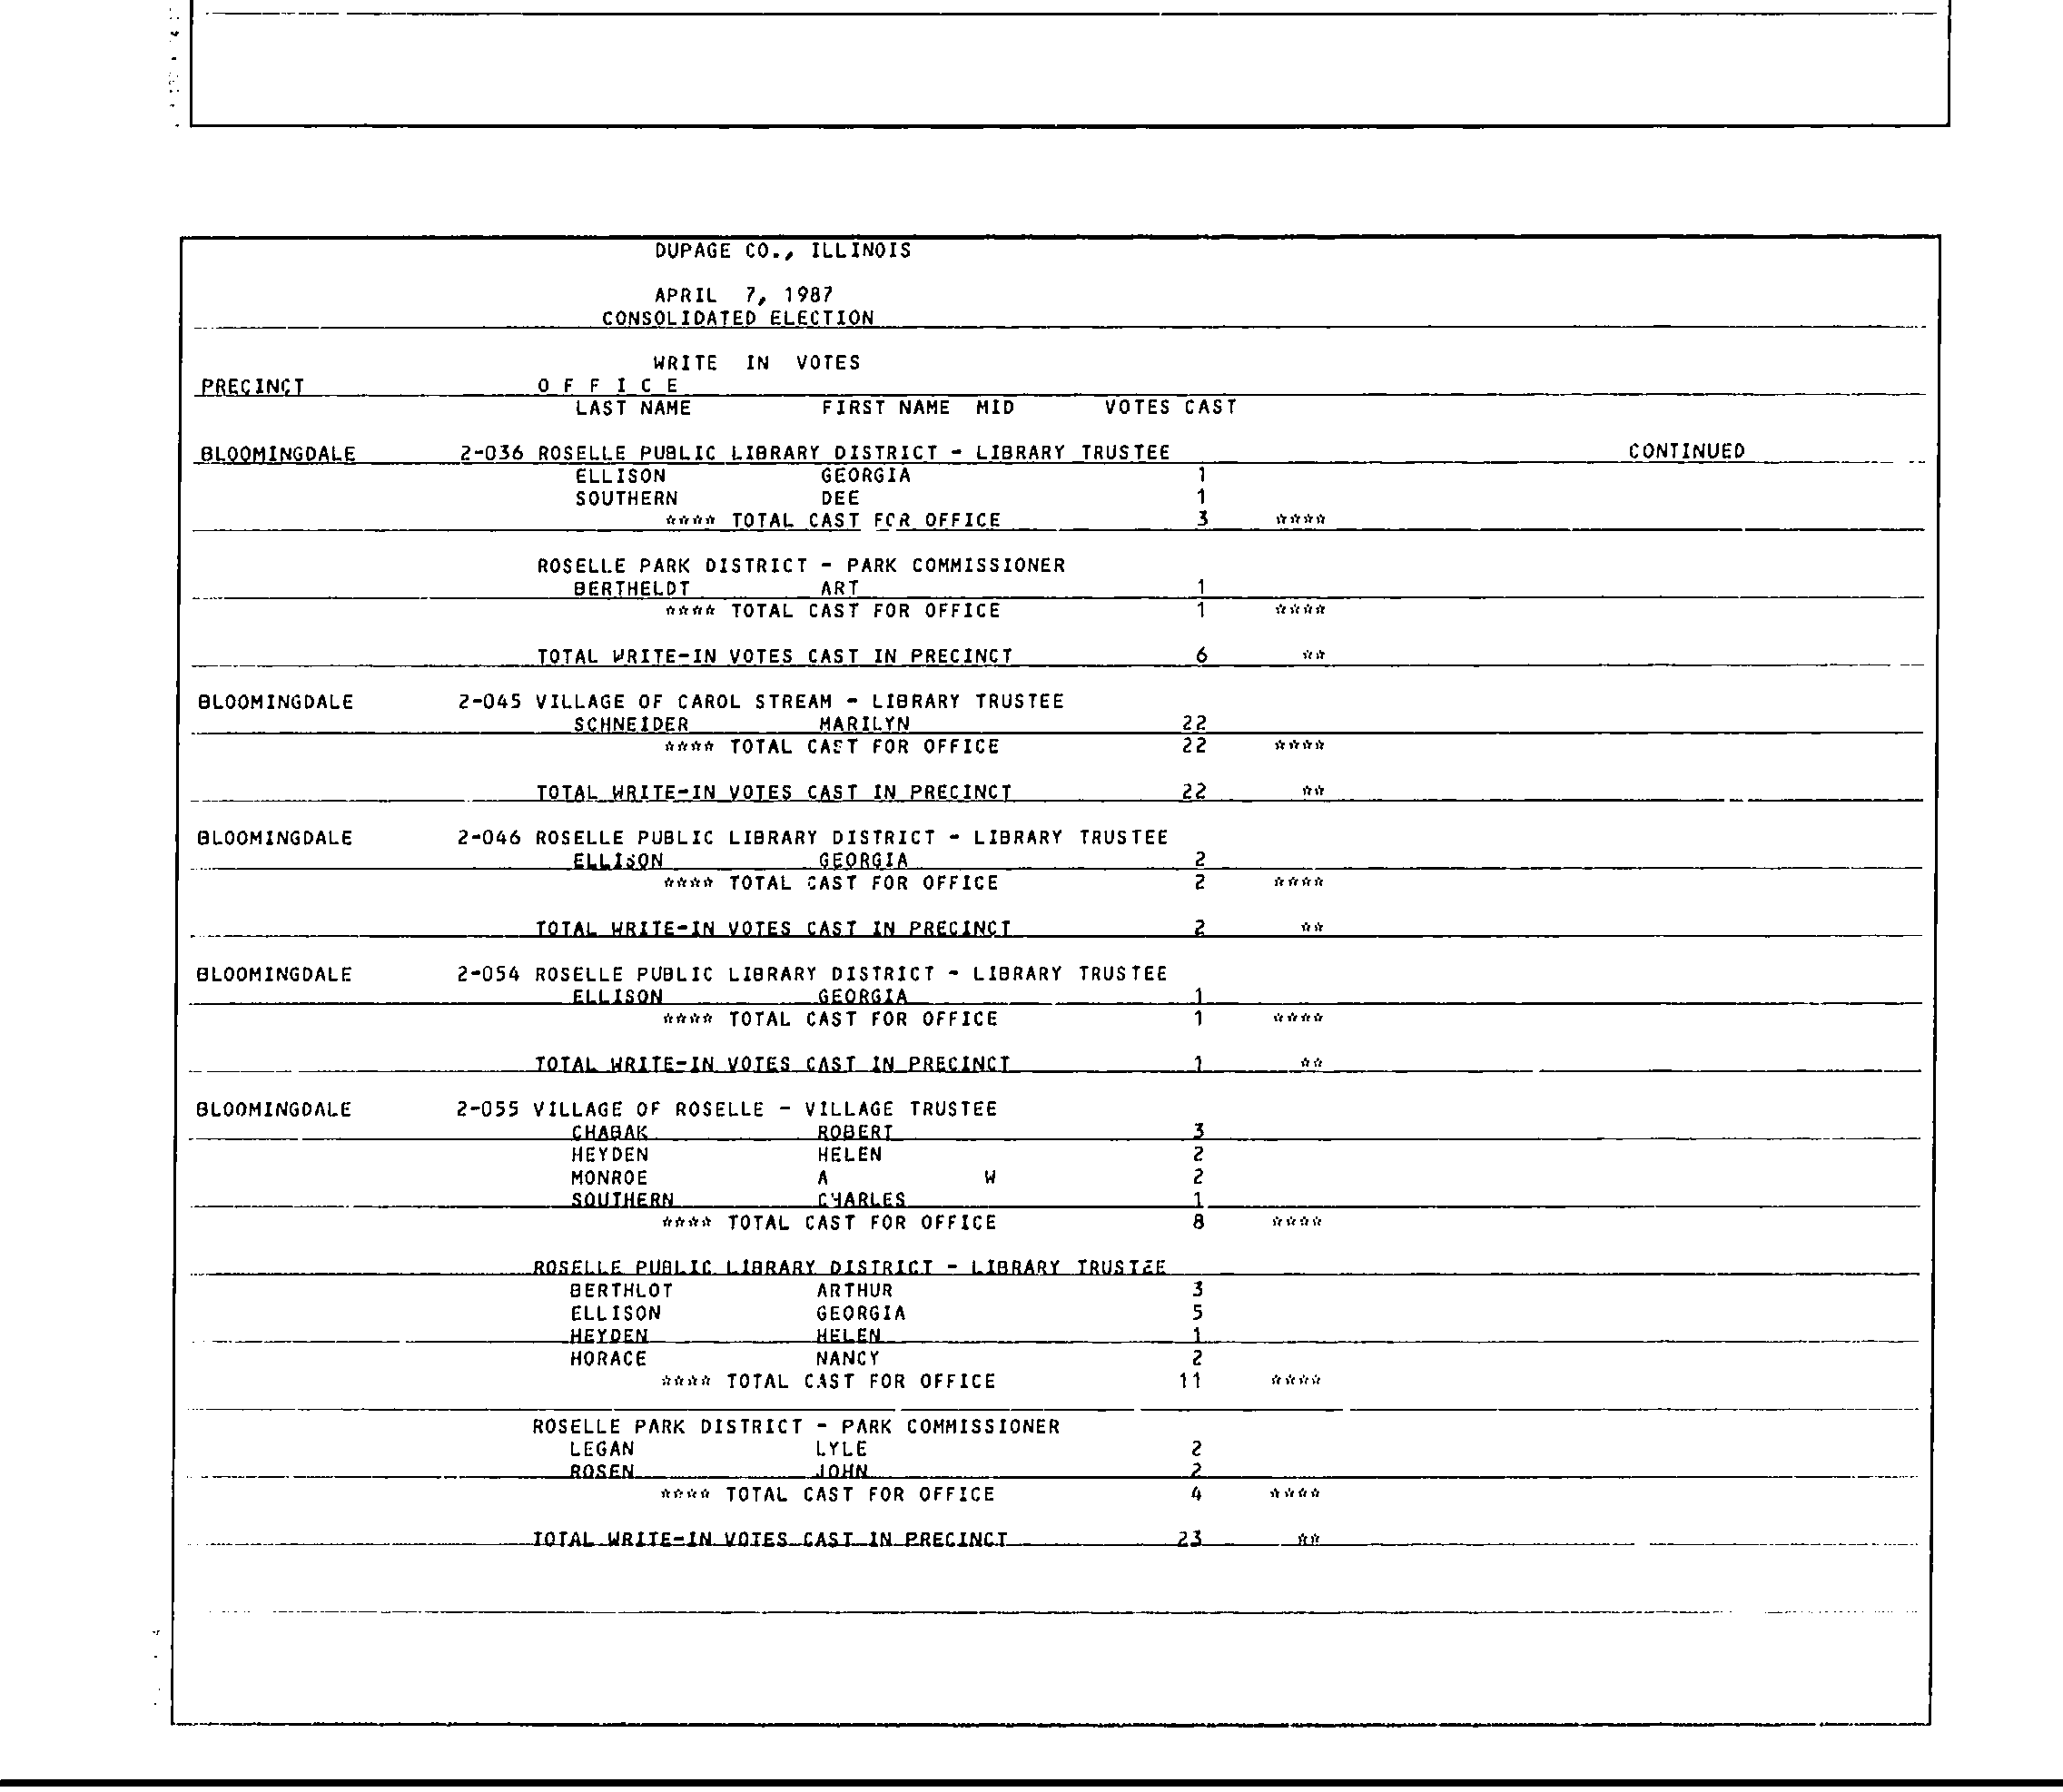 DUPAGE CO., ILLINOIS
APRIL 7, 1987
CONSOLIDATED ELECTION
WRITE IN VOTES
PRECINCT O F F I C E
LAST NAME FIRST NAME MID VOTES CAST
BLOOMINGDALE 2-036 ROSELLE PUBLIC LIBRARY DISTRICT - LIBRARY TRUSTEE CONTINUED
ELLISON GEORGIA 1
SOUTHERN DEE 1
**** TOTAL CAST FOR OFFICE 3 ****
ROSELLE PARK DISTRICT - PARK COMMISSIONER
BERTHELDT ART 1
**** TOTAL CAST FOR OFFICE 1 ****
TOTAL WRITE-IN VOTES CAST IN PRECINCT 6 **
BLOOMINGDALE 2-045 VILLAGE OF CAROL STREAM - LIBRARY TRUSTEE
SCHNEIDER MARILYN 22
**** TOTAL CAST FOR OFFICE 22 ****
TOTAL WRITE-IN VOTES CAST IN PRECINCT 22 **
BLOOMINGDALE 2-046 ROSELLE PUBLIC LIBRARY DISTRICT - LIBRARY TRUSTEE
ELLISON GEORGIA 2
**** TOTAL CAST FOR OFFICE 2 ****
TOTAL WRITE-IN VOTES CAST IN PRECINCT 2 **
BLOOMINGDALE 2-054 ROSELLE PUBLIC LIBRARY DISTRICT - LIBRARY TRUSTEE
ELLISON GEORGIA 1
**** TOTAL CAST FOR OFFICE 1 ****
TOTAL WRITE-IN VOTES CAST IN PRECINCT 1 **
BLOOMINGDALE 2-055 VILLAGE OF ROSELLE - VILLAGE TRUSTEE
CHABAK ROBERT 3
HEYDEN HELEN 2
MONROE A W 2
SOUTHERN CHARLES 1
**** TOTAL CAST FOR OFFICE 8 ****
ROSELLE PUBLIC LIBRARY DISTRICT - LIBRARY TRUSTEE
BERTHLOT ARTHUR 3
ELLISON GEORGIA 5
HEYDEN HELEN 1
HORACE NANCY 2
**** TOTAL CAST FOR OFFICE 11 ****
ROSELLE PARK DISTRICT - PARK COMMISSIONER
LEGAN LYLE 2
ROSEN JOHN 2
**** TOTAL CAST FOR OFFICE 4 ****
TOTAL WRITE-IN VOTES CAST IN PRECINCT 23 **